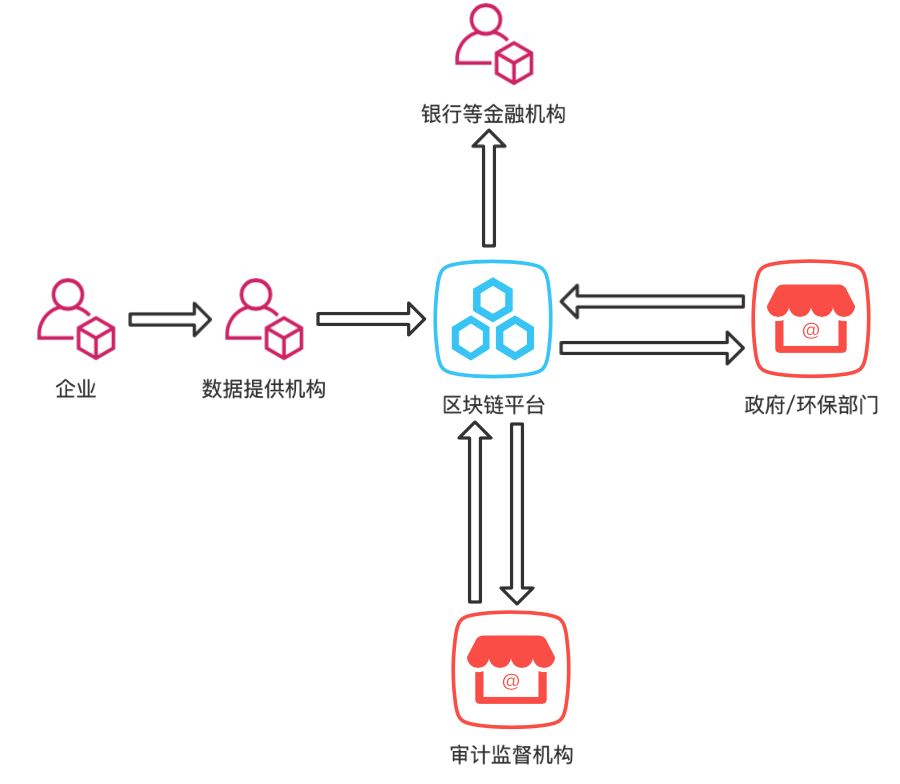 银行等金融机构
企业
数据提供机构
区块链平台
@
政府/环保部门
@
审计监督机构